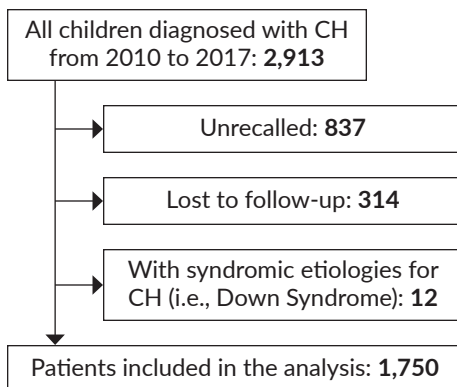 All children diagnosed with CH
from 2010 to 2017: 2,913
Unrecalled: 837
Lost to follow-up: 314
With syndromic etiologies for
CH (i.e., Down Syndrome): 12
Patients included in the analysis: 1,750